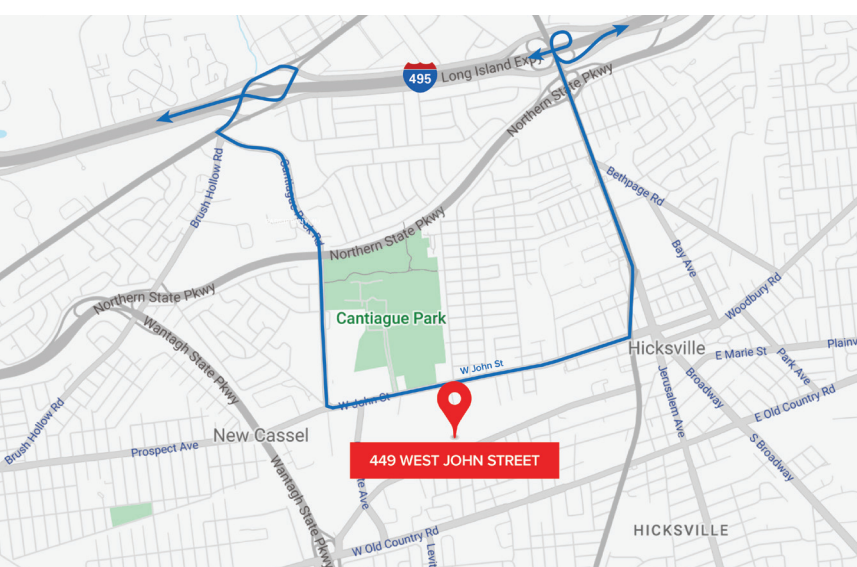 495
Long Island Expy
Northern State Pkwy
Cantiague Rock Rd
Brush Hollow Rd
Bethpage Rd
Northern State Pkwy
Bay Ave
Northern State Pkwy
Woodbury Rd
Cantiague Park
Wantagh State Pkwy
Hicksville
E Marie St
Plainv
Park Ave
W John St
W John St
Jerusalem Ave
Broadway
E Old Country Rd
Brush Hollow Rd
New Cassel
Prospect Ave
449 WEST JOHN STREET
S Broadway
Wantagh State Pkwy
te Ave
W Old Country Rd
Levit
HICKSVILLE